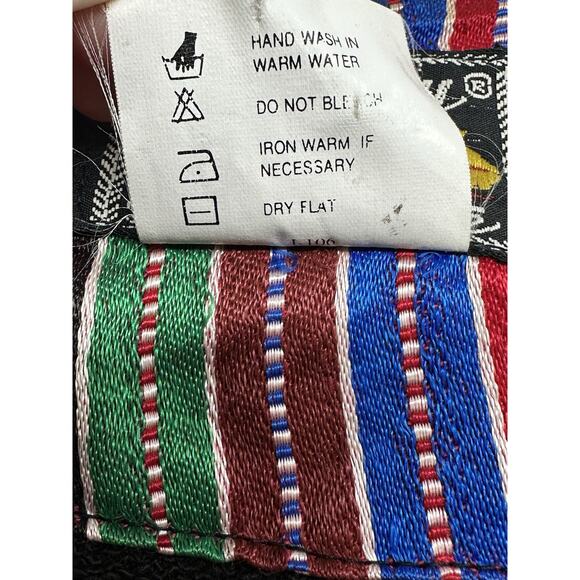 HAND WASH IN
WARM WATER
DO NOT BLEACH
IRON WARM IF
NECESSARY
DRY FLAT
®